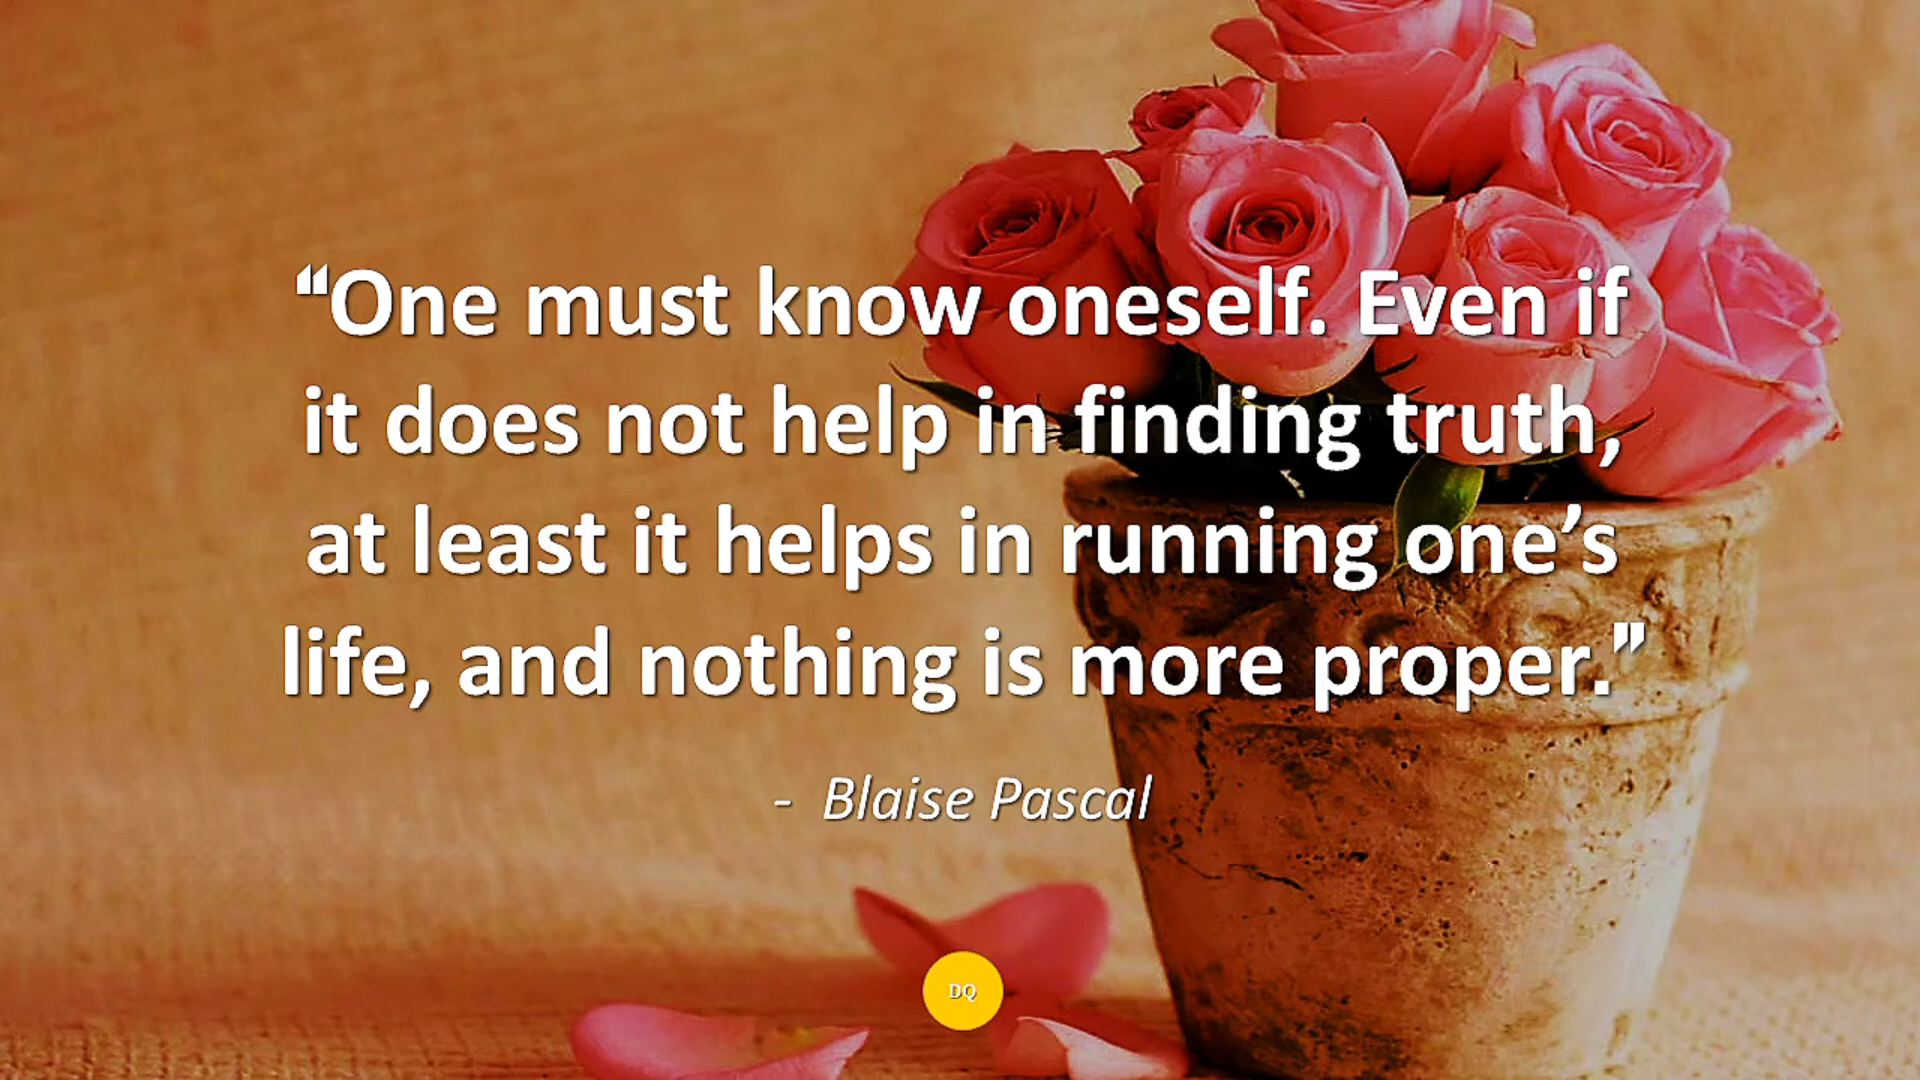 “One must know oneself. Even if
it does not help in finding truth,
at least it helps in running one’s
life, and nothing is more proper.”
- Blaise Pascal
DQ